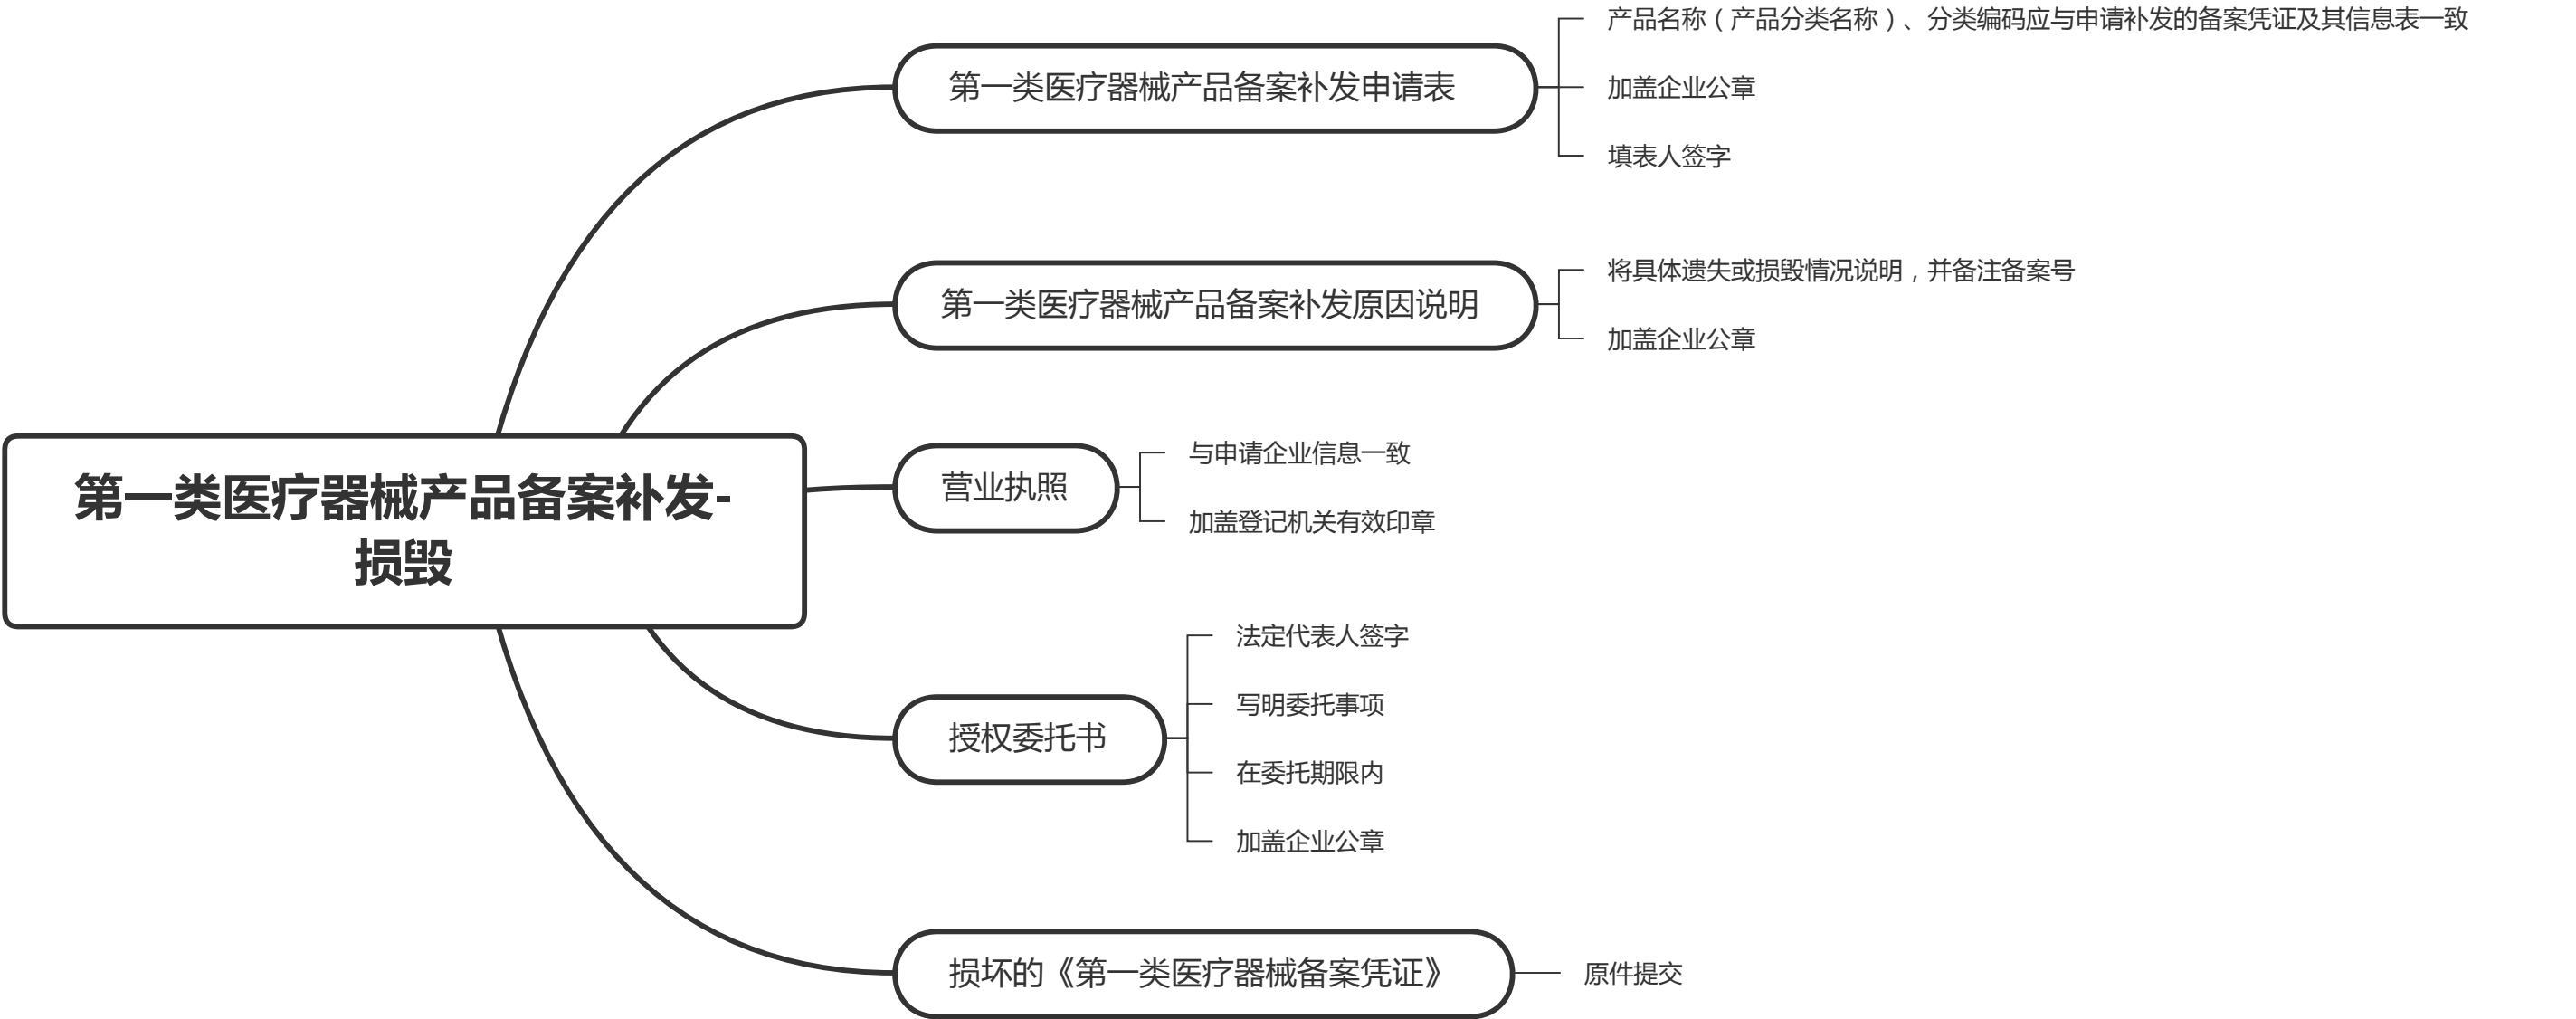 第一类医疗器械产品备案补发-
损毁
第一类医疗器械产品备案补发申请表
产品名称（产品分类名称）、分类编码应与申请补发的备案凭证及其信息表一致
加盖企业公章
填表人签字
第一类医疗器械产品备案补发原因说明
将具体遗失或损毁情况说明，并备注备案号
加盖企业公章
营业执照
与申请企业信息一致
加盖登记机关有效印章
授权委托书
法定代表人签字
写明委托事项
在委托期限内
加盖企业公章
损坏的《第一类医疗器械备案凭证》
原件提交